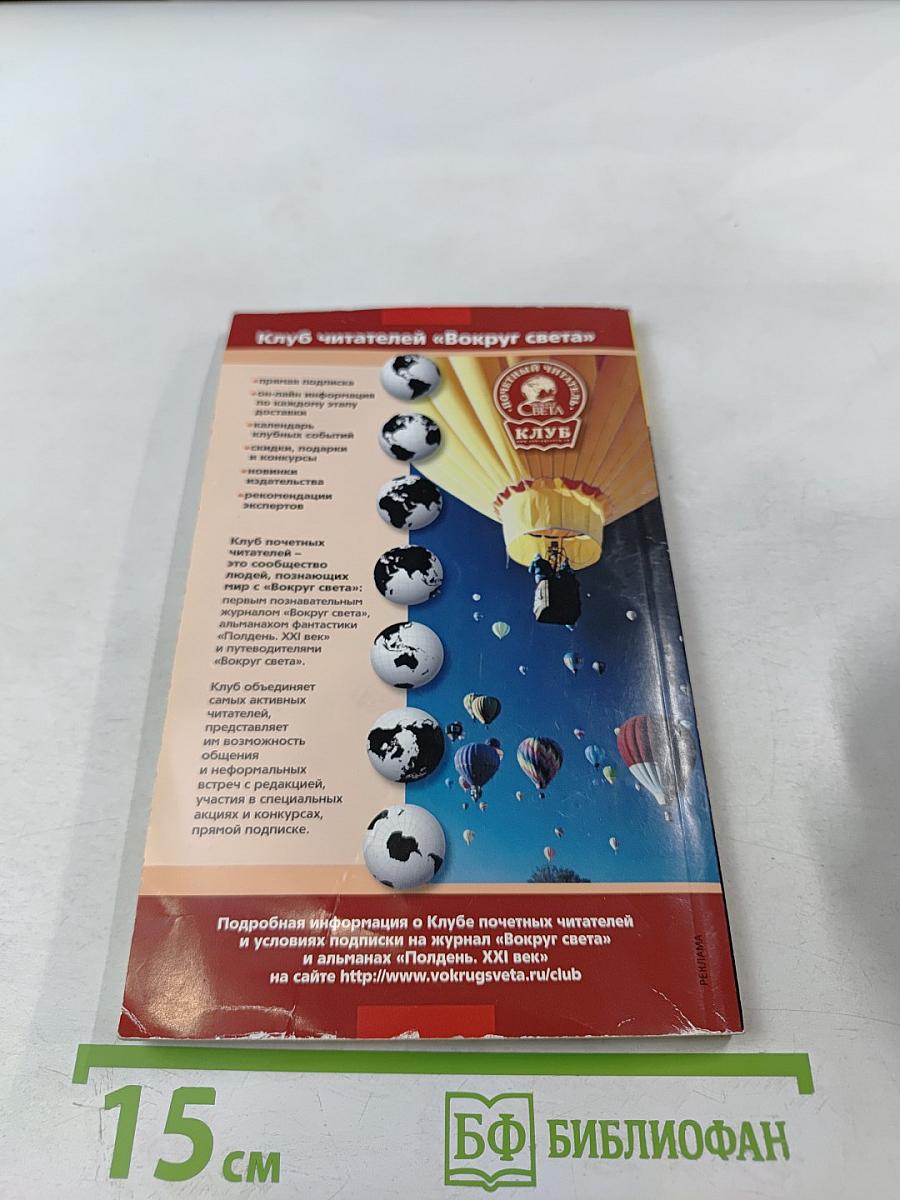 Клуб читателей «Вокруг света»
•прямая подписка
•он-лайн информация
по каждому этапу
доставки
•календарь
клубных событий
•скидки, подарки
и конкурсы
•новинки
издательства
•рекомендации
экспертов
ПОЧЕТНЫЙ ЧИТАТЕЛЬ
ВОКРУГ
СВЕТА
КЛУБ
Клуб почетных
читателей –
это сообщество
людей, познающих
мир с «Вокруг света»:
первым познавательным
журналом «Вокруг света»,
альманахом фантастики
«Полдень. XXI век»
и путеводителями
«Вокруг света».
Клуб объединяет
самых активных
читателей,
представляет
им возможность
общения
и неформальных
встреч с редакцией,
участия в специальных
акциях и конкурсах,
прямой подписке.
Подробная информация о Клубе почетных читателей
и условиях подписки на журнал «Вокруг света»
и альманах «Полдень. XXI век»
на сайте http://www.vokrugsveta.ru/club
РЕКЛАМА
15 см
БФ БИБЛИОФАН